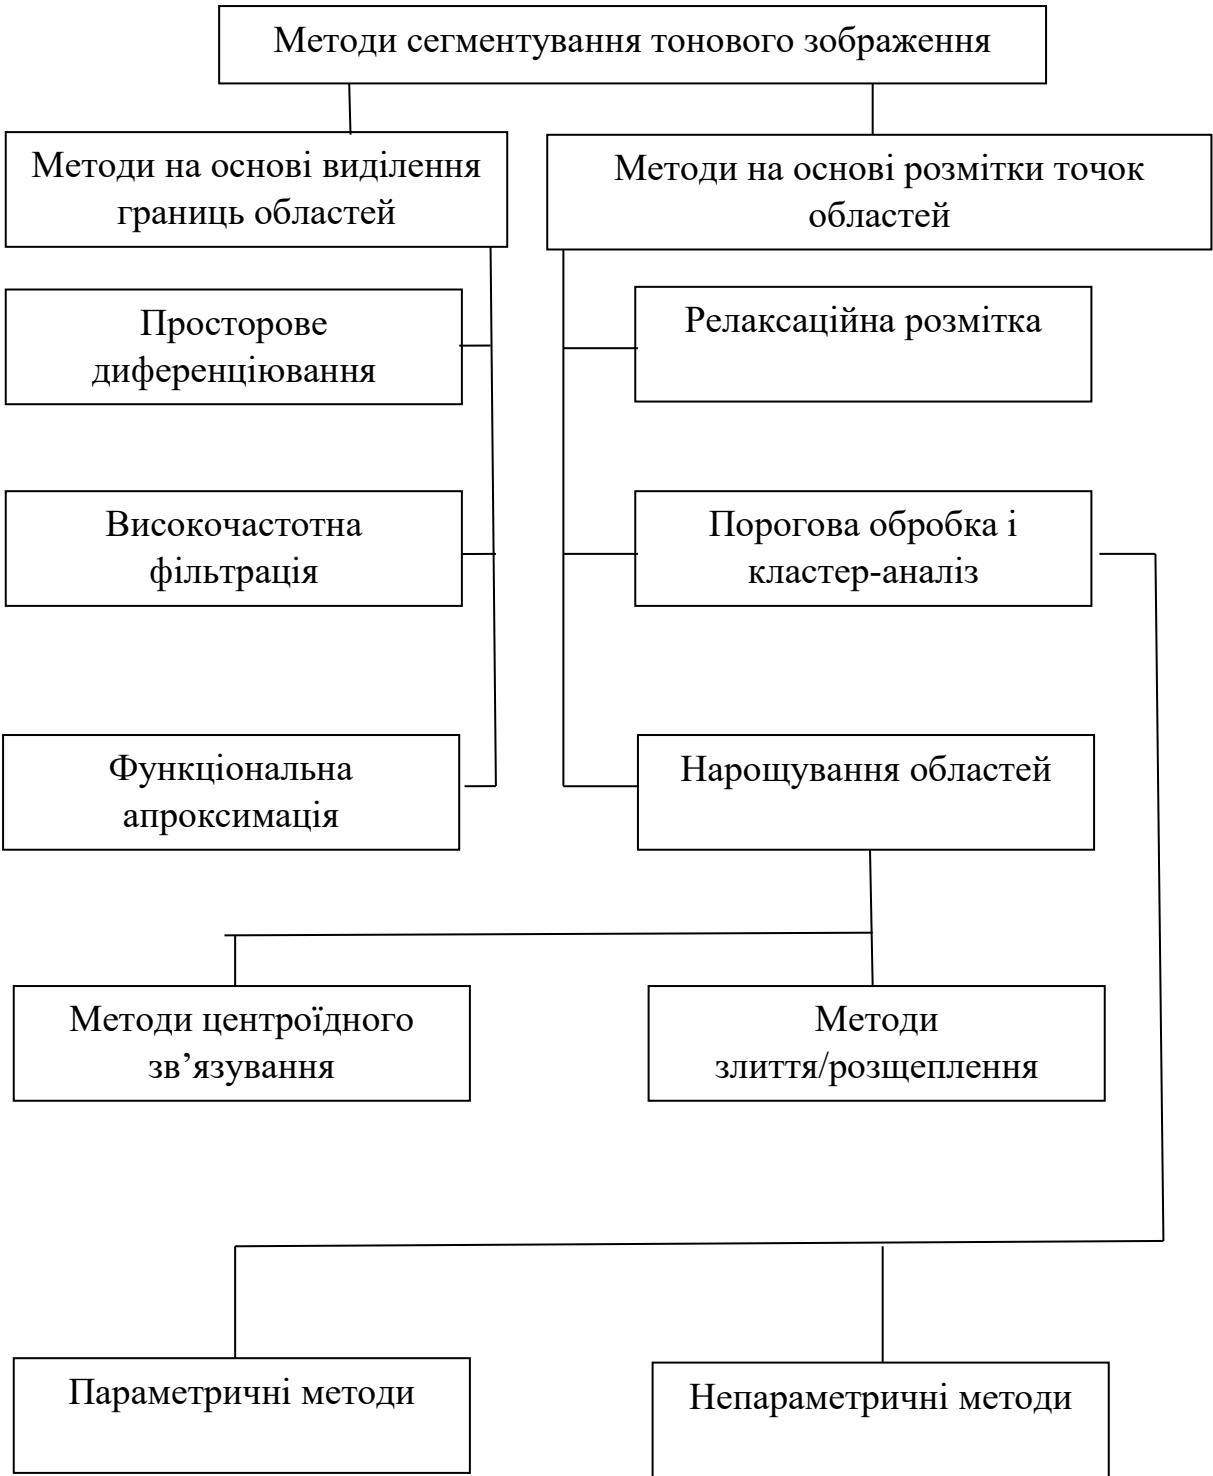 Методи сегментування тонового зображення
Методи на основі виділення
границь областей
Методи на основі розмітки точок
областей
Просторове
диференціювання
Релаксаційна розмітка
Високочастотна
фільтрація
Порогова обробка і
кластер-аналіз
Функціональна
апроксимація
Нарощування областей
Методи центроїдного
зв’язування
Методи
злиття/розщеплення
Параметричні методи
Непараметричні методи